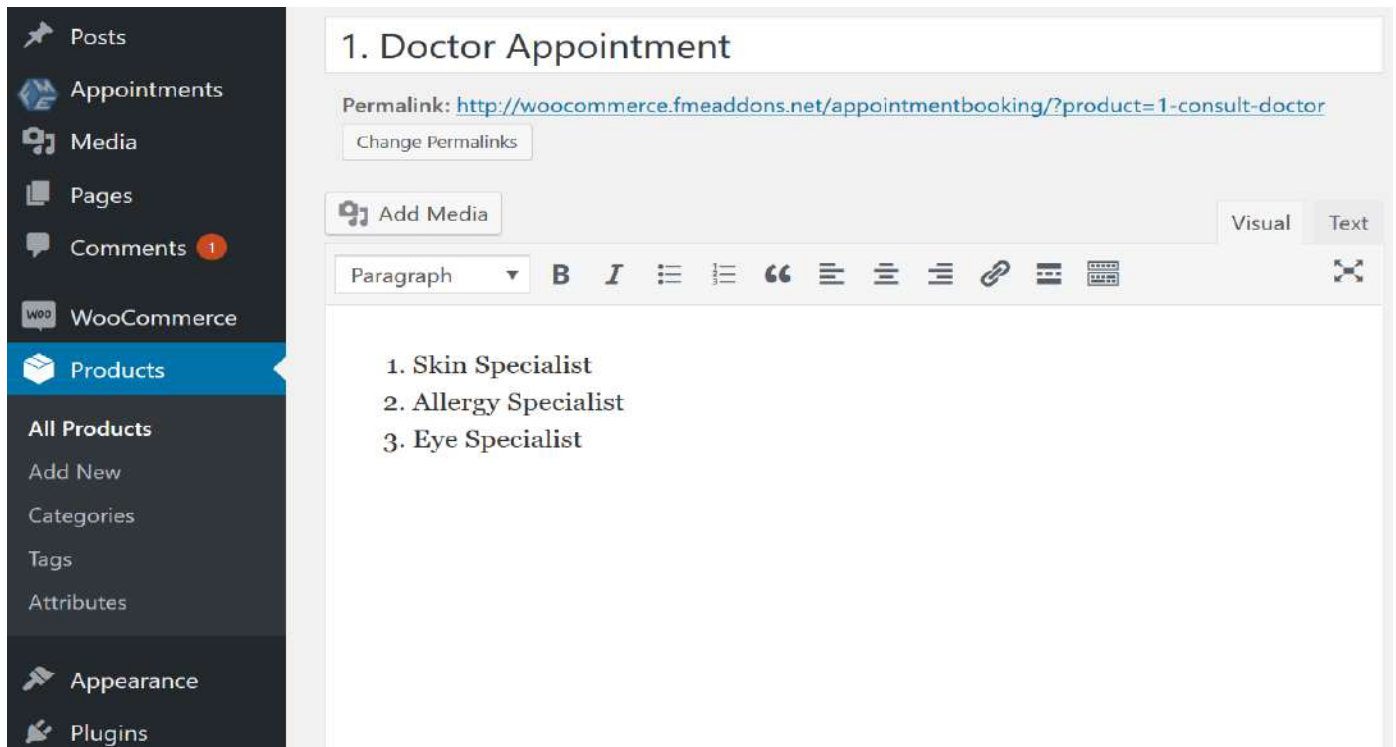 Posts
Appointments
Media
Pages
Comments 1
WOO WooCommerce
Products
All Products
Add New
Categories
Tags
Attributes
Appearance
Plugins
1. Doctor Appointment
Permalink: http://woocommerce.fmeaddons.net/appointmentbooking/?product=1-consult-doctor
Change Permalinks
Add Media
Visual Text
Paragraph B I
1. Skin Specialist
2. Allergy Specialist
3. Eye Specialist